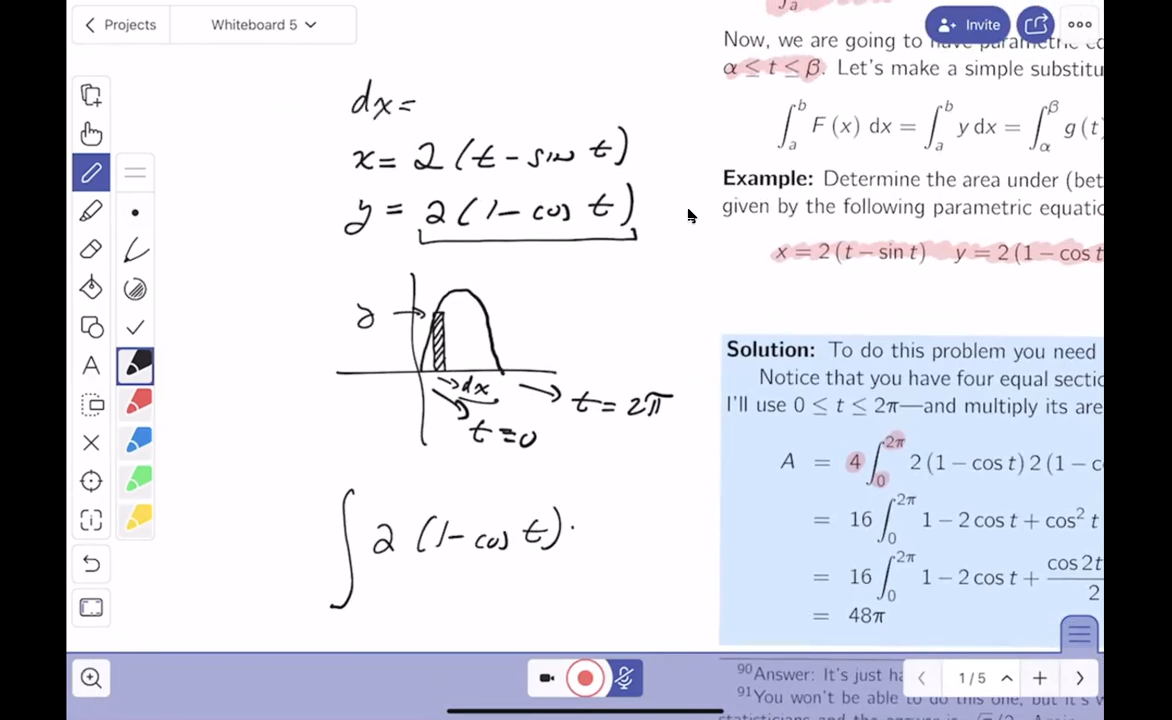 Projects
Whiteboard 5
Invite
dx=
x= 2 (t - sin t)
y = 2 (1 - cos t)
2
dx
t = 2π
t = 0
∫ 2 (1 - cos t) ·
Now, we are going to have parametric
α ≤ t ≤ β. Let's make a simple substitu
∫_a^b F (x) dx = ∫_a^b y dx = ∫_α^β g (t
Example: Determine the area under (bet
given by the following parametric equatio
x = 2 (t − sin t) y = 2 (1 − cos t
Solution: To do this problem you need
Notice that you have four equal sectio
I'll use 0 ≤ t ≤ 2π—and multiply its are
A = 4 ∫_0^2π 2 (1 − cos t) 2 (1 − c
= 16 ∫_0^2π 1 − 2 cos t + cos² t
= 16 ∫_0^2π 1 − 2 cos t + cos 2t / 2
= 48π
90 Answer: It's just ha
91 You won't be able to do this one, but it's
1/5